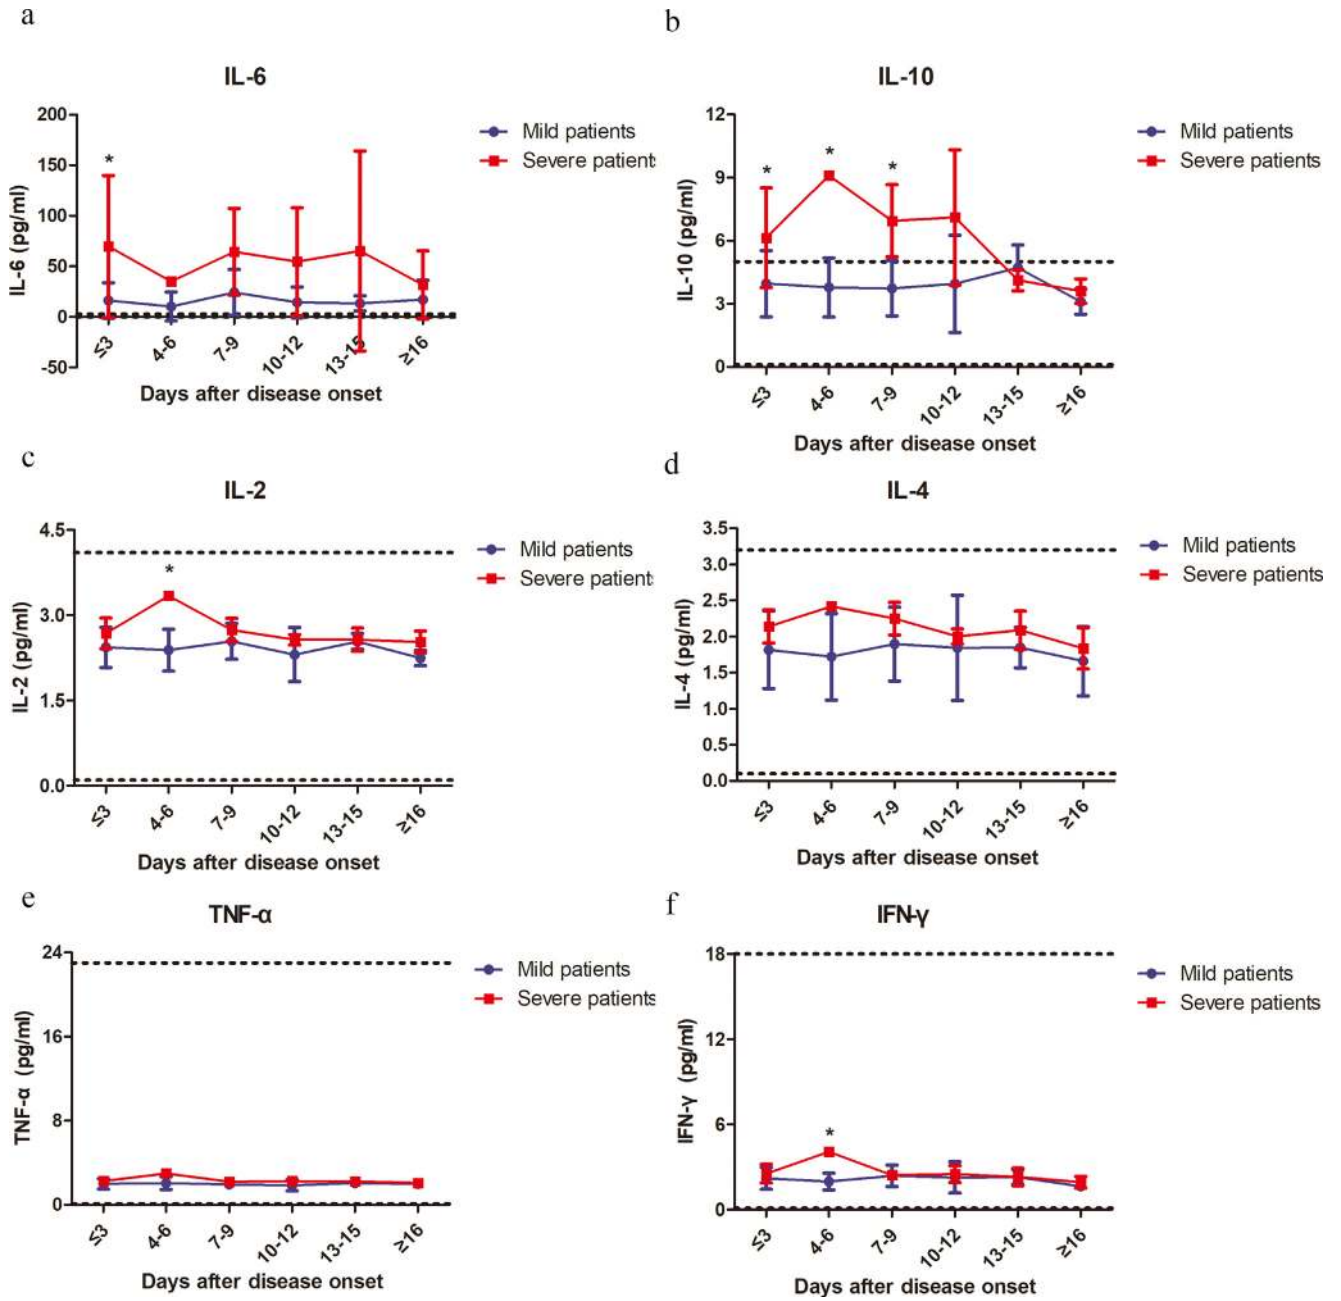 a
IL-6
200
150
100
50
0
-50
IL-6 (pg/ml)
*
Mild patients
Severe patients
≤3 4-6 7-9 10-12 13-15 ≥16
Days after disease onset
b
IL-10
12
9
6
3
0
IL-10 (pg/ml)
* * *
Mild patients
Severe patients
≤3 4-6 7-9 10-12 13-15 ≥16
Days after disease onset
c
IL-2
4.5
3.0
1.5
0.0
IL-2 (pg/ml)
*
Mild patients
Severe patients
≤3 4-6 7-9 10-12 13-15 ≥16
Days after disease onset
d
IL-4
3.5
3.0
2.5
2.0
1.5
1.0
0.5
0.0
IL-4 (pg/ml)
Mild patients
Severe patients
≤3 4-6 7-9 10-12 13-15 ≥16
Days after disease onset
e
TNF-α
24
16
8
0
TNF-α (pg/ml)
Mild patients
Severe patients
≤3 4-6 7-9 10-12 13-15 ≥16
Days after disease onset
f
IFN-γ
18
12
6
0
IFN-γ (pg/ml)
*
Mild patients
Severe patients
≤3 4-6 7-9 10-12 13-15 ≥16
Days after disease onset